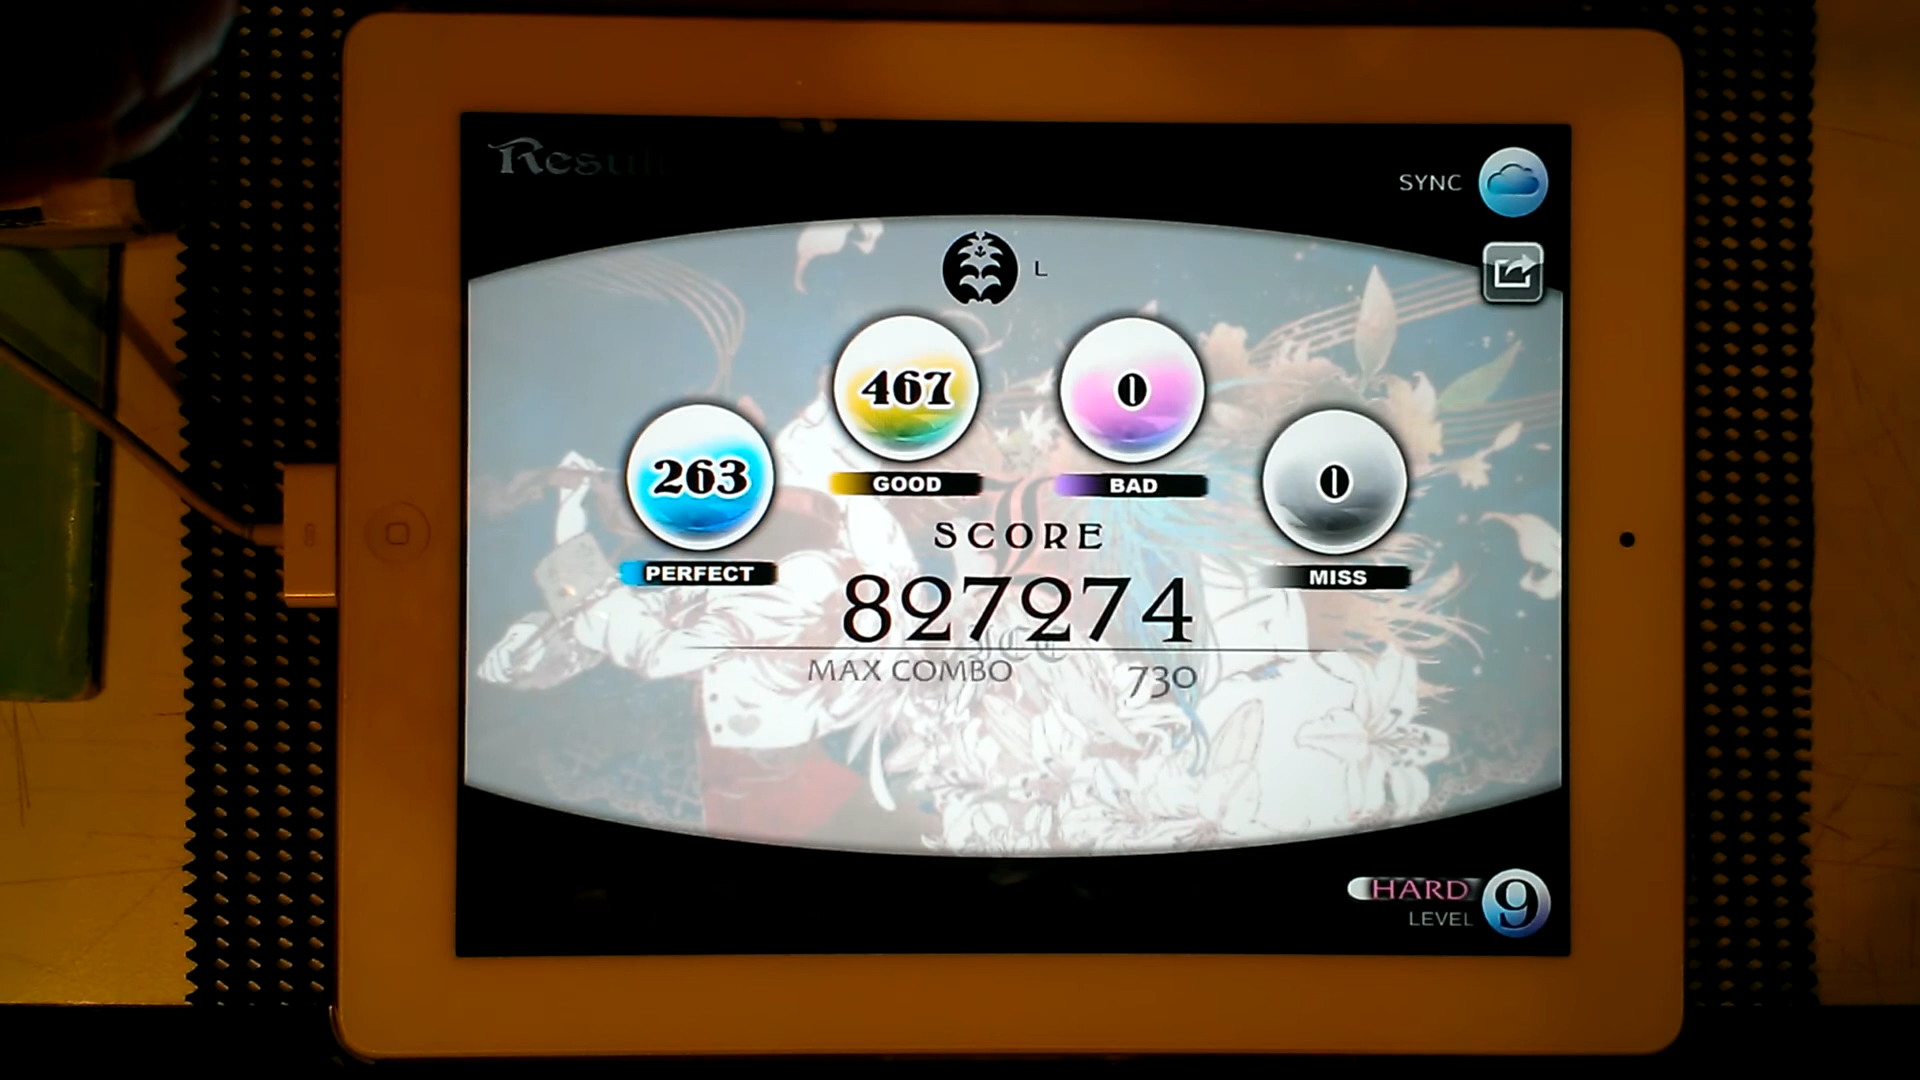 Result
SYNC
L
467
0
263
0
GOOD
BAD
PERFECT
MISS
SCORE
827274
MAX COMBO 730
HARD
LEVEL 9